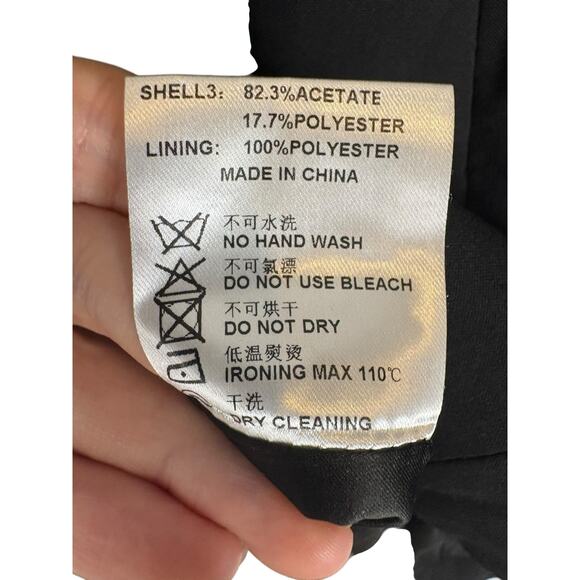 SHELL3: 82.3%ACETATE
17.7%POLYESTER
LINING: 100%POLYESTER
MADE IN CHINA
不可水洗
NO HAND WASH
不可氯漂
DO NOT USE BLEACH
不可烘干
DO NOT DRY
低温熨烫
IRONING MAX 110℃
干洗
DRY CLEANING